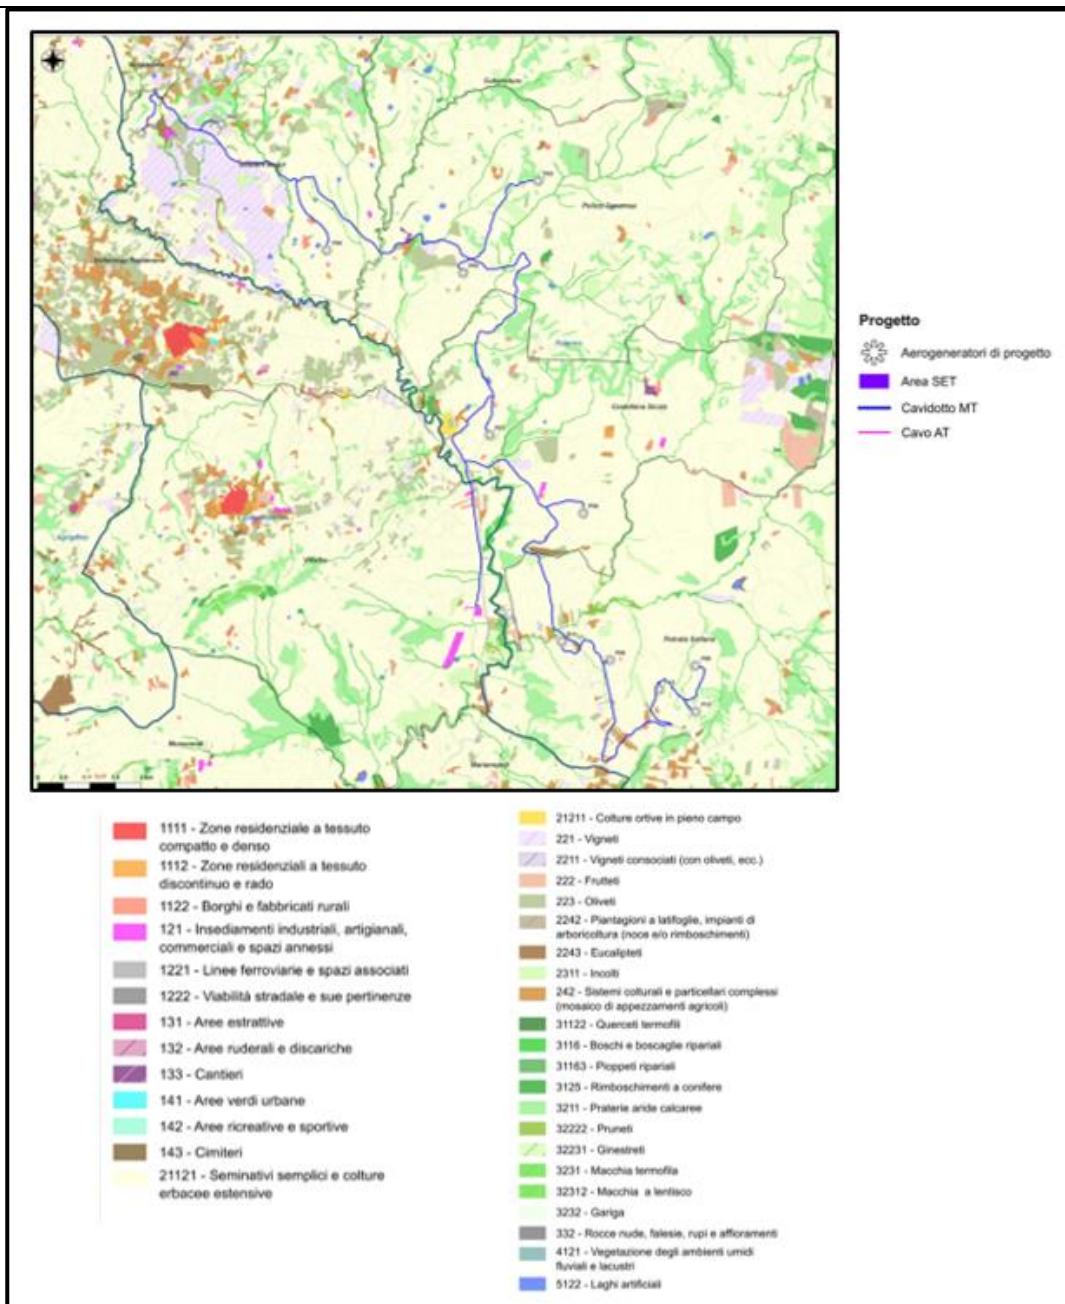 Villalba
Progetto
Aerogeneratori di progetto
Area SET
Cavidotto MT
Cavo AT
1111 - Zone residenziale a tessuto
compatto e denso
1112 - Zone residenziali a tessuto
discontinuo e rado
1122 - Borghi e fabbricati rurali
121 - Insediamenti industriali, artigianali,
commerciali e spazi annessi
1221 - Linee ferroviarie e spazi associati
1222 - Viabilità stradale e sue pertinenze
131 - Aree estrattive
132 - Aree ruderali e discariche
133 - Cantieri
141 - Aree verdi urbane
142 - Aree ricreative e sportive
143 - Cimiteri
21121 - Seminativi semplici e colture
erbacee estensive
21211 - Colture ortive in pieno campo
221 - Vigneti
2211 - Vigneti consociati (con oliveti, ecc.)
222 - Frutteti
223 - Oliveti
2242 - Piantagioni a latifoglie, impianti di
arboricoltura (noce e/o rimboschimenti)
2243 - Eucalipteti
2311 - Incolti
242 - Sistemi colturali e particellari complessi
(mosaico di appezzamenti agricoli)
31122 - Querceti termofili
3116 - Boschi e boscaglie ripariali
31163 - Pioppeti ripariali
3125 - Rimboschimenti a conifere
3211 - Praterie aride calcaree
32222 - Pruneti
32231 - Ginestreti
3231 - Macchia termofila
32312 - Macchia a lentisco
3232 - Gariga
332 - Rocce nude, falesie, rupi e affioramenti
4121 - Vegetazione degli ambienti umidi
fluviali e lacustri
5122 - Laghi artificiali